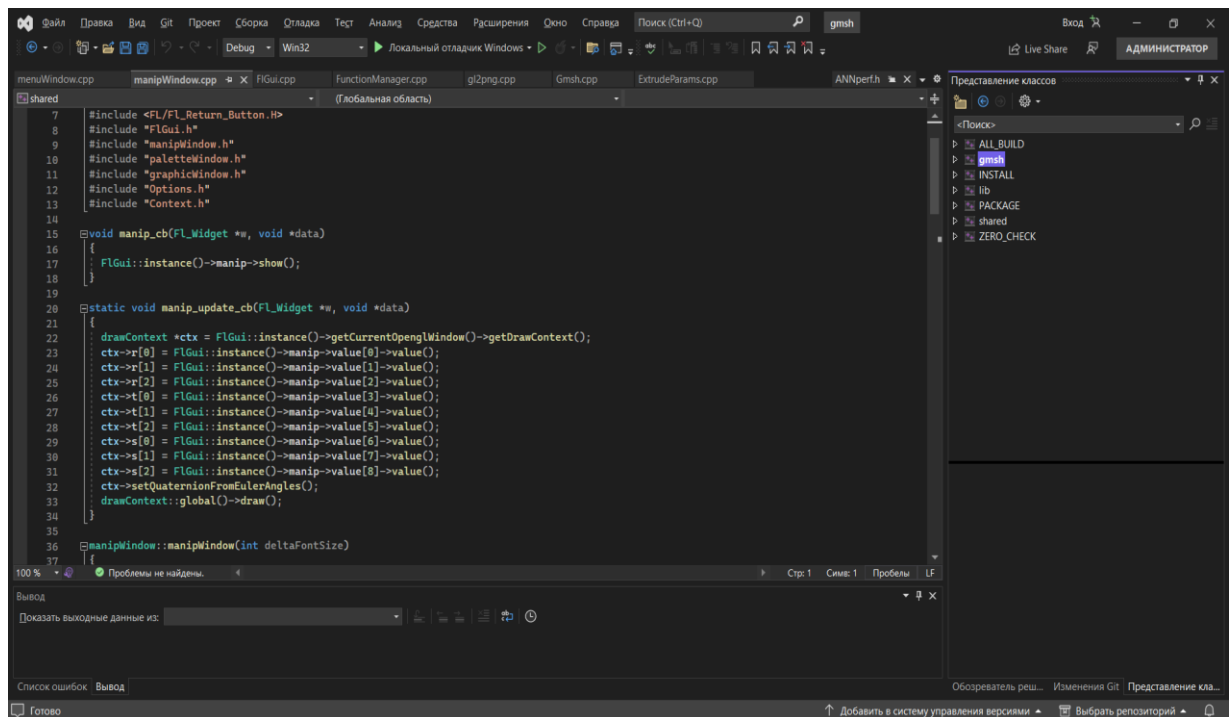 Файл Правка Вид Git Проект Сборка Отладка Тест Анализ Средства Расширения Окно Справка Поиск (Ctrl+Q) gmsh Вход
Debug Win32 Локальный отладчик Windows Live Share АДМИНИСТРАТОР
menuWindow.cpp manipWindow.cpp FlGui.cpp FunctionManager.cpp gl2png.cpp Gmsh.cpp ExtrudeParams.cpp ANNperf.h
shared (Глобальная область)
7 #include <FL/Fl_Return_Button.H>
8 #include "FlGui.h"
9 #include "manipWindow.h"
10 #include "paletteWindow.h"
11 #include "graphicWindow.h"
12 #include "Options.h"
13 #include "Context.h"
14
15 void manip_cb(Fl_Widget *w, void *data)
16 {
17 FlGui::instance()->manip->show();
18 }
19
20 static void manip_update_cb(Fl_Widget *w, void *data)
21 {
22 drawContext *ctx = FlGui::instance()->getCurrentOpenglWindow()->getDrawContext();
23 ctx->r[0] = FlGui::instance()->manip->value[0]->value();
24 ctx->r[1] = FlGui::instance()->manip->value[1]->value();
25 ctx->r[2] = FlGui::instance()->manip->value[2]->value();
26 ctx->t[0] = FlGui::instance()->manip->value[3]->value();
27 ctx->t[1] = FlGui::instance()->manip->value[4]->value();
28 ctx->t[2] = FlGui::instance()->manip->value[5]->value();
29 ctx->s[0] = FlGui::instance()->manip->value[6]->value();
30 ctx->s[1] = FlGui::instance()->manip->value[7]->value();
31 ctx->s[2] = FlGui::instance()->manip->value[8]->value();
32 ctx->setQuaternionFromEulerAngles();
33 drawContext::global()->draw();
34 }
35
36 manipWindow::manipWindow(int deltaFontSize)
37 {
100 % Проблемы не найдены. Стр: 1 Симв: 1 Пробелы LF
Вывод
Показать выходные данные из:
Список ошибок Вывод
Представление классов
<Поиск>
ALL_BUILD
gmsh
INSTALL
lib
PACKAGE
shared
ZERO_CHECK
Обозреватель реш... Изменения Git Представление кла...
Готово Добавить в систему управления версиями Выбрать репозиторий